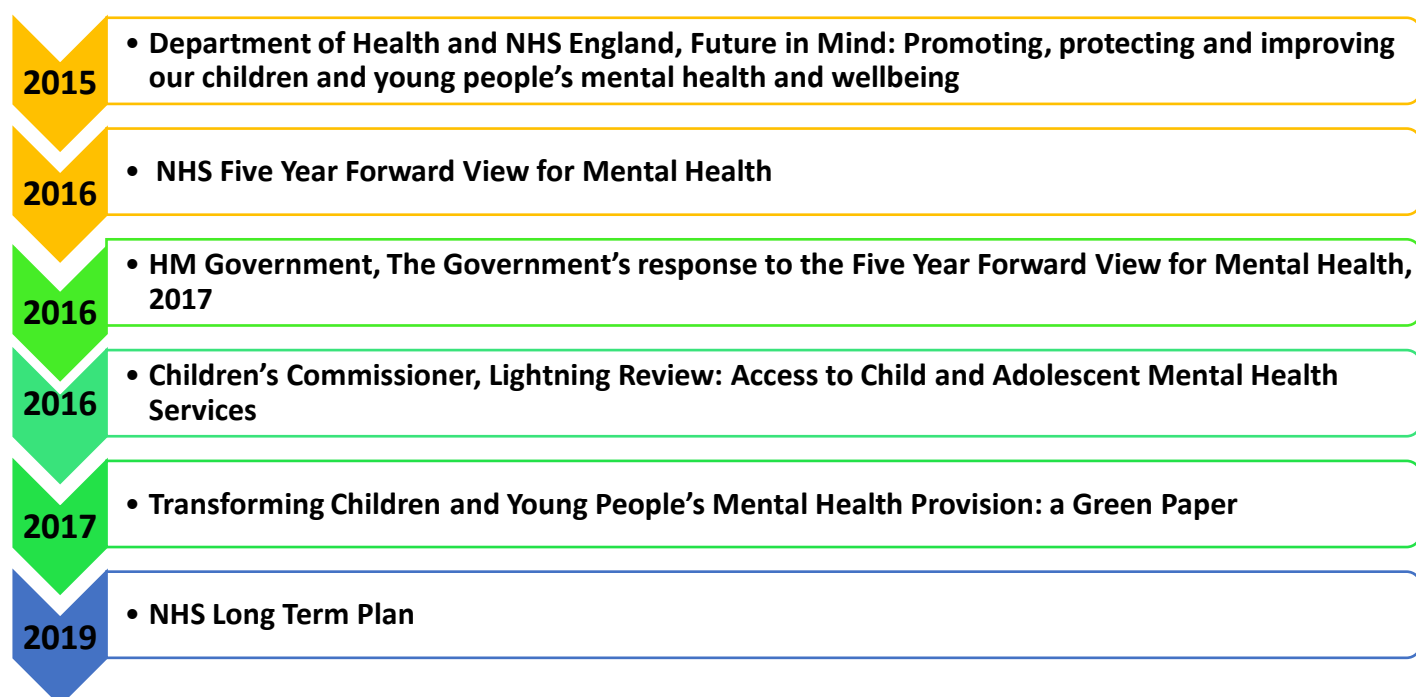 2015
• Department of Health and NHS England, Future in Mind: Promoting, protecting and improving
our children and young people’s mental health and wellbeing
2016
• NHS Five Year Forward View for Mental Health
2016
• HM Government, The Government’s response to the Five Year Forward View for Mental Health,
2017
2016
• Children’s Commissioner, Lightning Review: Access to Child and Adolescent Mental Health
Services
2017
• Transforming Children and Young People’s Mental Health Provision: a Green Paper
2019
• NHS Long Term Plan